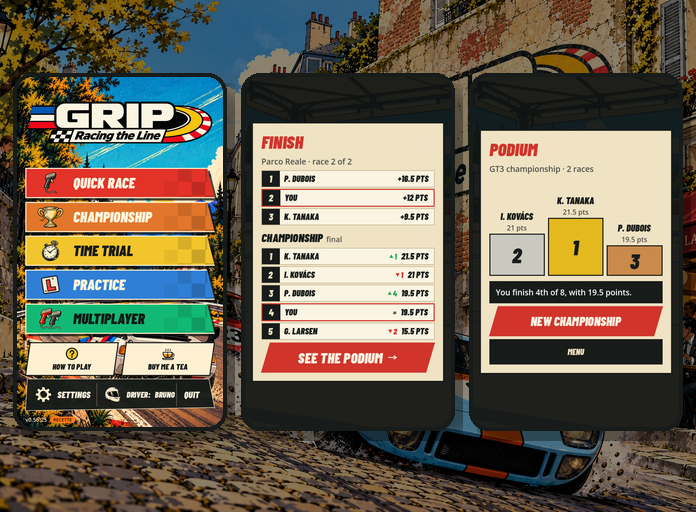 GRIP
Racing the Line
QUICK RACE
CHAMPIONSHIP
TIME TRIAL
PRACTICE
MULTIPLAYER
HOW TO PLAY
BUY ME A TEA
SETTINGS
DRIVER: BRUNO
QUIT
FINISH
Parco Reale · race 2 of 2
1 P. DUBOIS +16.5 PTS
2 YOU +12 PTS
3 K. TANAKA +9.5 PTS
CHAMPIONSHIP final
1 K. TANAKA ▲1 21.5 PTS
2 I. KOVÁCS ▼1 21 PTS
3 P. DUBOIS ▲4 19.5 PTS
4 YOU = 19.5 PTS
5 G. LARSEN ▼2 15.5 PTS
SEE THE PODIUM →
PODIUM
GT3 championship · 2 races
K. TANAKA
21.5 pts
I. KOVÁCS
21 pts
P. DUBOIS
19.5 pts
2
1
3
You finish 4th of 8, with 19.5 points.
NEW CHAMPIONSHIP
MENU